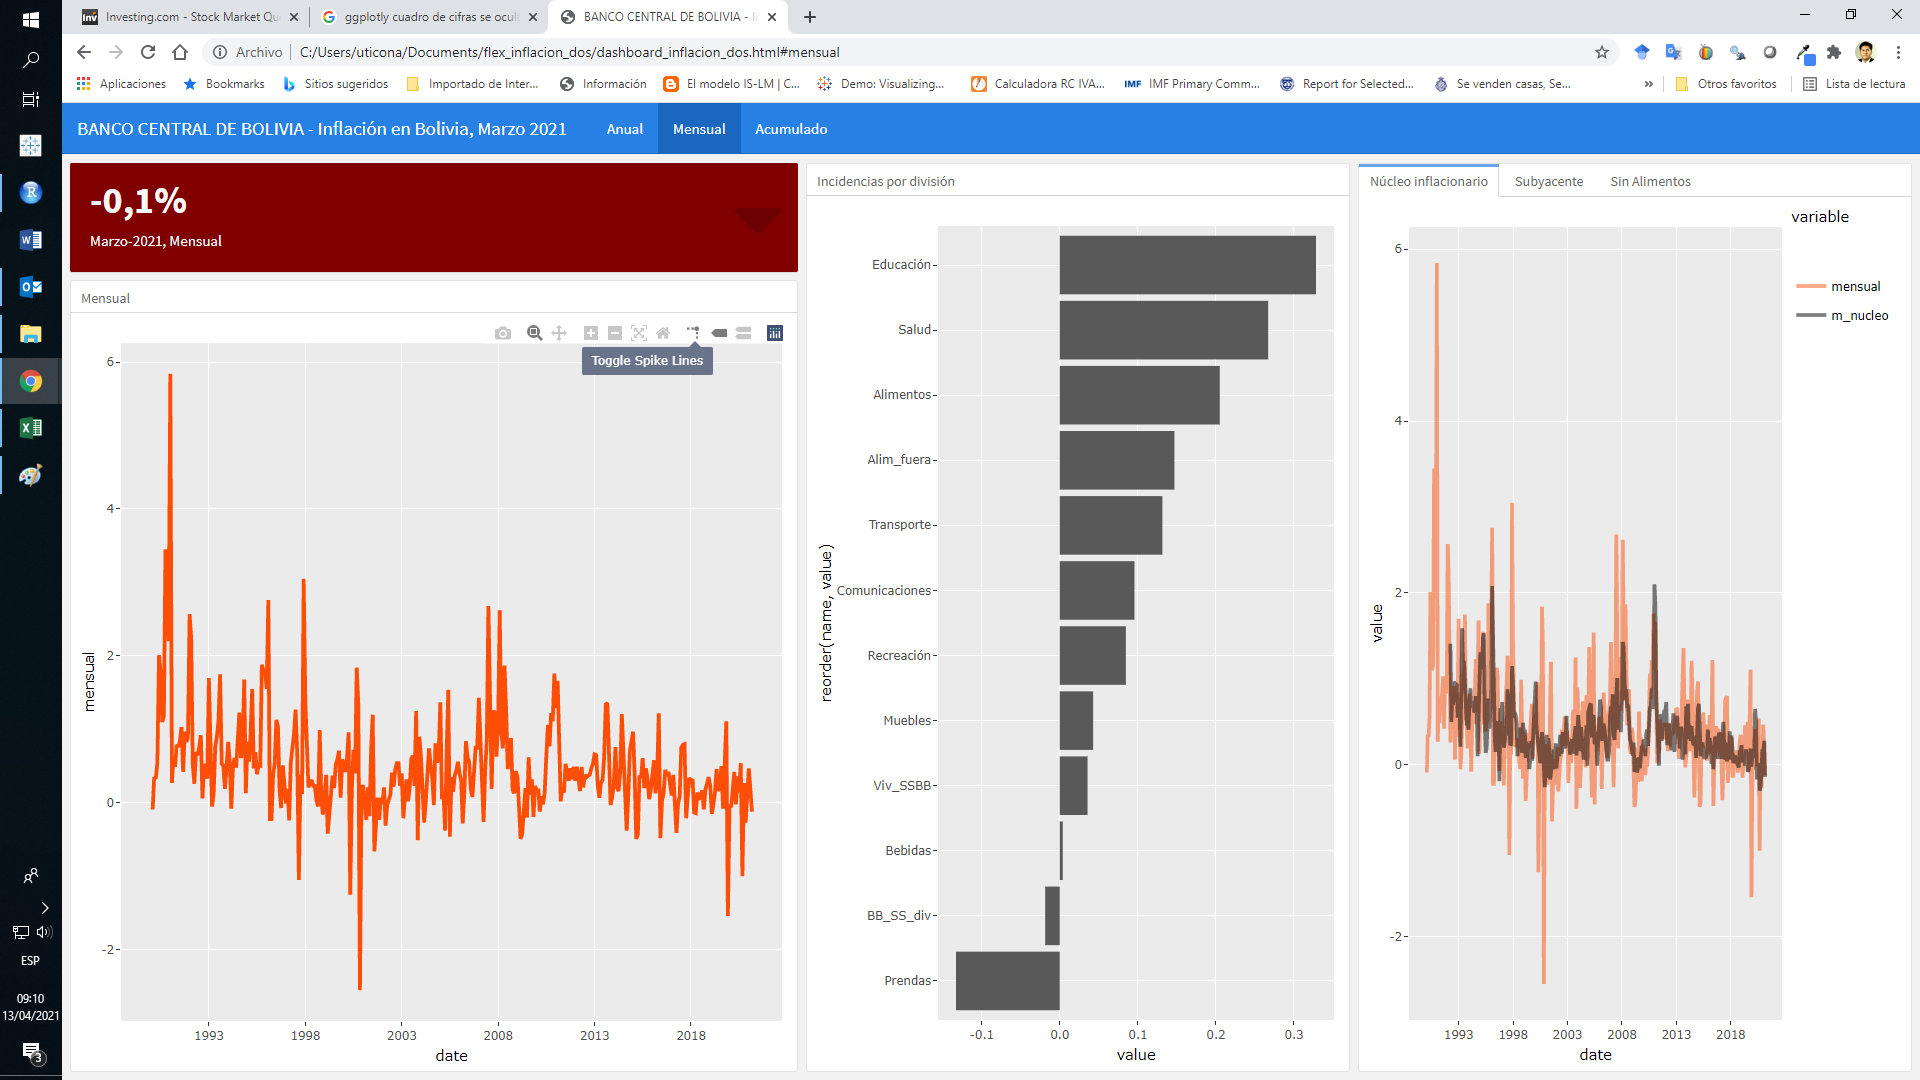 Investing.com - Stock Market Qu
ggplotly cuadro de cifras se ocult
BANCO CENTRAL DE BOLIVIA - I
Archivo
C:/Users/uticona/Documents/flex_inflacion_dos/dashboard_inflacion_dos.html#mensual
Aplicaciones
Bookmarks
Sitios sugeridos
Importado de Inter...
Información
El modelo IS-LM | C...
Demo: Visualizing...
Calculadora RC IVA...
IMF
IMF Primary Comm...
Report for Selected...
Se venden casas, Se...
»
Otros favoritos
Lista de lectura
BANCO CENTRAL DE BOLIVIA - Inflación en Bolivia, Marzo 2021
Anual
Mensual
Acumulado
-0,1%
Marzo-2021, Mensual
Mensual
Toggle Spike Lines
6
4
2
0
-2
mensual
1993
1998
2003
2008
2013
2018
date
Incidencias por división
Educación
Salud
Alimentos
Alim_fuera
Transporte
Comunicaciones
Recreación
Muebles
Viv_SSBB
Bebidas
BB_SS_div
Prendas
reorder(name, value)
-0.1
0.0
0.1
0.2
0.3
value
Núcleo inflacionario
Subyacente
Sin Alimentos
variable
mensual
m_nucleo
6
4
2
0
-2
value
1993
1998
2003
2008
2013
2018
date
ESP
09:10
13/04/2021
3